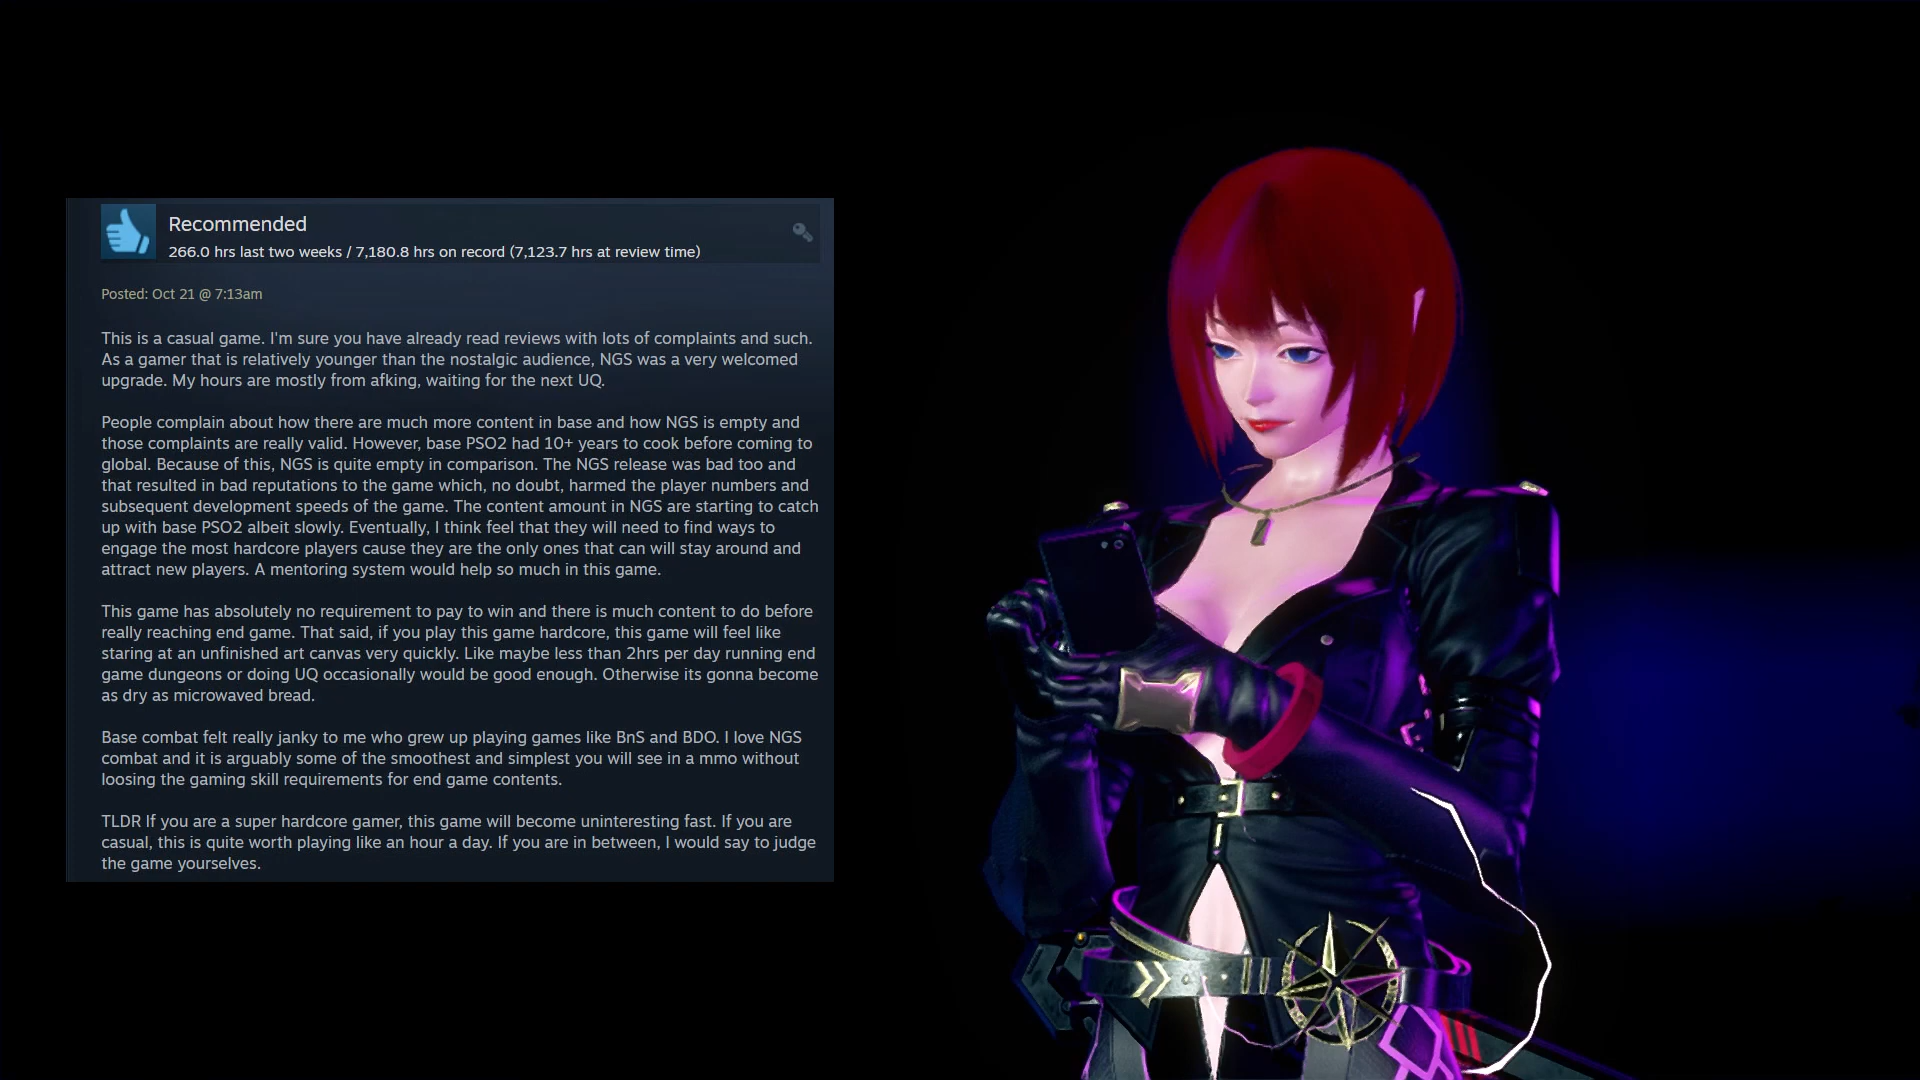 Recommended
266.0 hrs last two weeks / 7,180.8 hrs on record (7,123.7 hrs at review time)
Posted: Oct 21 @ 7:13am
This is a casual game. I'm sure you have already read reviews with lots of complaints and such.
As a gamer that is relatively younger than the nostalgic audience, NGS was a very welcomed
upgrade. My hours are mostly from afking, waiting for the next UQ.
People complain about how there are much more content in base and how NGS is empty and
those complaints are really valid. However, base PSO2 had 10+ years to cook before coming to
global. Because of this, NGS is quite empty in comparison. The NGS release was bad too and
that resulted in bad reputations to the game which, no doubt, harmed the player numbers and
subsequent development speeds of the game. The content amount in NGS are starting to catch
up with base PSO2 albeit slowly. Eventually, I think feel that they will need to find ways to
engage the most hardcore players cause they are the only ones that can will stay around and
attract new players. A mentoring system would help so much in this game.
This game has absolutely no requirement to pay to win and there is much content to do before
really reaching end game. That said, if you play this game hardcore, this game will feel like
staring at an unfinished art canvas very quickly. Like maybe less than 2hrs per day running end
game dungeons or doing UQ occasionally would be good enough. Otherwise its gonna become
as dry as microwaved bread.
Base combat felt really janky to me who grew up playing games like BnS and BDO. I love NGS
combat and it is arguably some of the smoothest and simplest you will see in a mmo without
loosing the gaming skill requirements for end game contents.
TLDR If you are a super hardcore gamer, this game will become uninteresting fast. If you are
casual, this is quite worth playing like an hour a day. If you are in between, I would say to judge
the game yourselves.